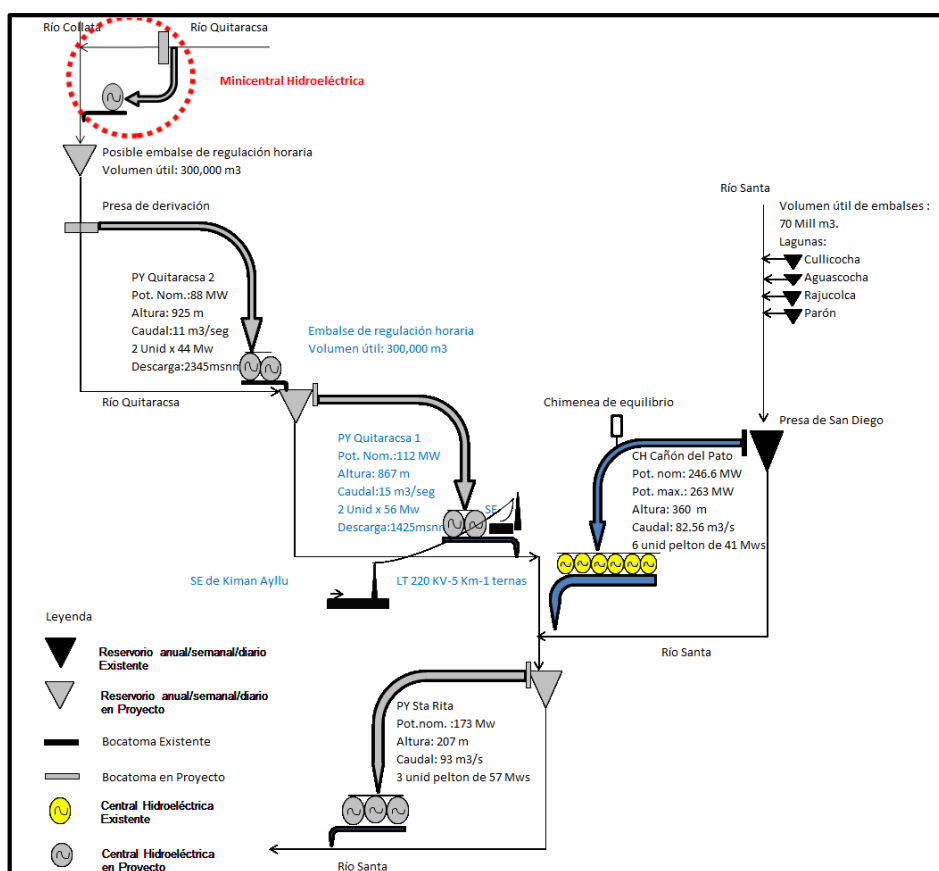 Río Collata
Río Quitaracsa
Minicentral Hidroeléctrica
Posible embalse de regulación horaria
Volumen útil: 300,000 m3
Presa de derivación
PY Quitaracsa 2
Pot. Nom.:88 MW
Altura: 925 m
Caudal:11 m3/seg
2 Unid x 44 Mw
Descarga:2345msnm
Río Quitaracsa
Embalse de regulación horaria
Volumen útil: 300,000 m3
PY Quitaracsa 1
Pot. Nom.:112 MW
Altura: 867 m
Caudal:15 m3/seg
2 Unid x 56 Mw
Descarga:1425msnm
SE
SE de Kiman Ayllu
LT 220 KV-5 Km-1 ternas
Río Santa
Volumen útil de embalses :
70 Mill m3.
Lagunas:
Cullicocha
Aguascocha
Rajucolca
Parón
Presa de San Diego
Chimenea de equilibrio
CH Cañón del Pato
Pot. nom: 246.6 MW
Pot. max.: 263 MW
Altura: 360 m
Caudal: 82.56 m3/s
6 unid pelton de 41 Mws
Río Santa
PY Sta Rita
Pot.nom. :173 Mw
Altura: 207 m
Caudal: 93 m3/s
3 unid pelton de 57 Mws
Río Santa
Leyenda
Reservorio anual/semanal/diario
Existente
Reservorio anual/semanal/diario
en Proyecto
Bocatoma Existente
Bocatoma en Proyecto
Central Hidroeléctrica
Existente
Central Hidroeléctrica
en Proyecto